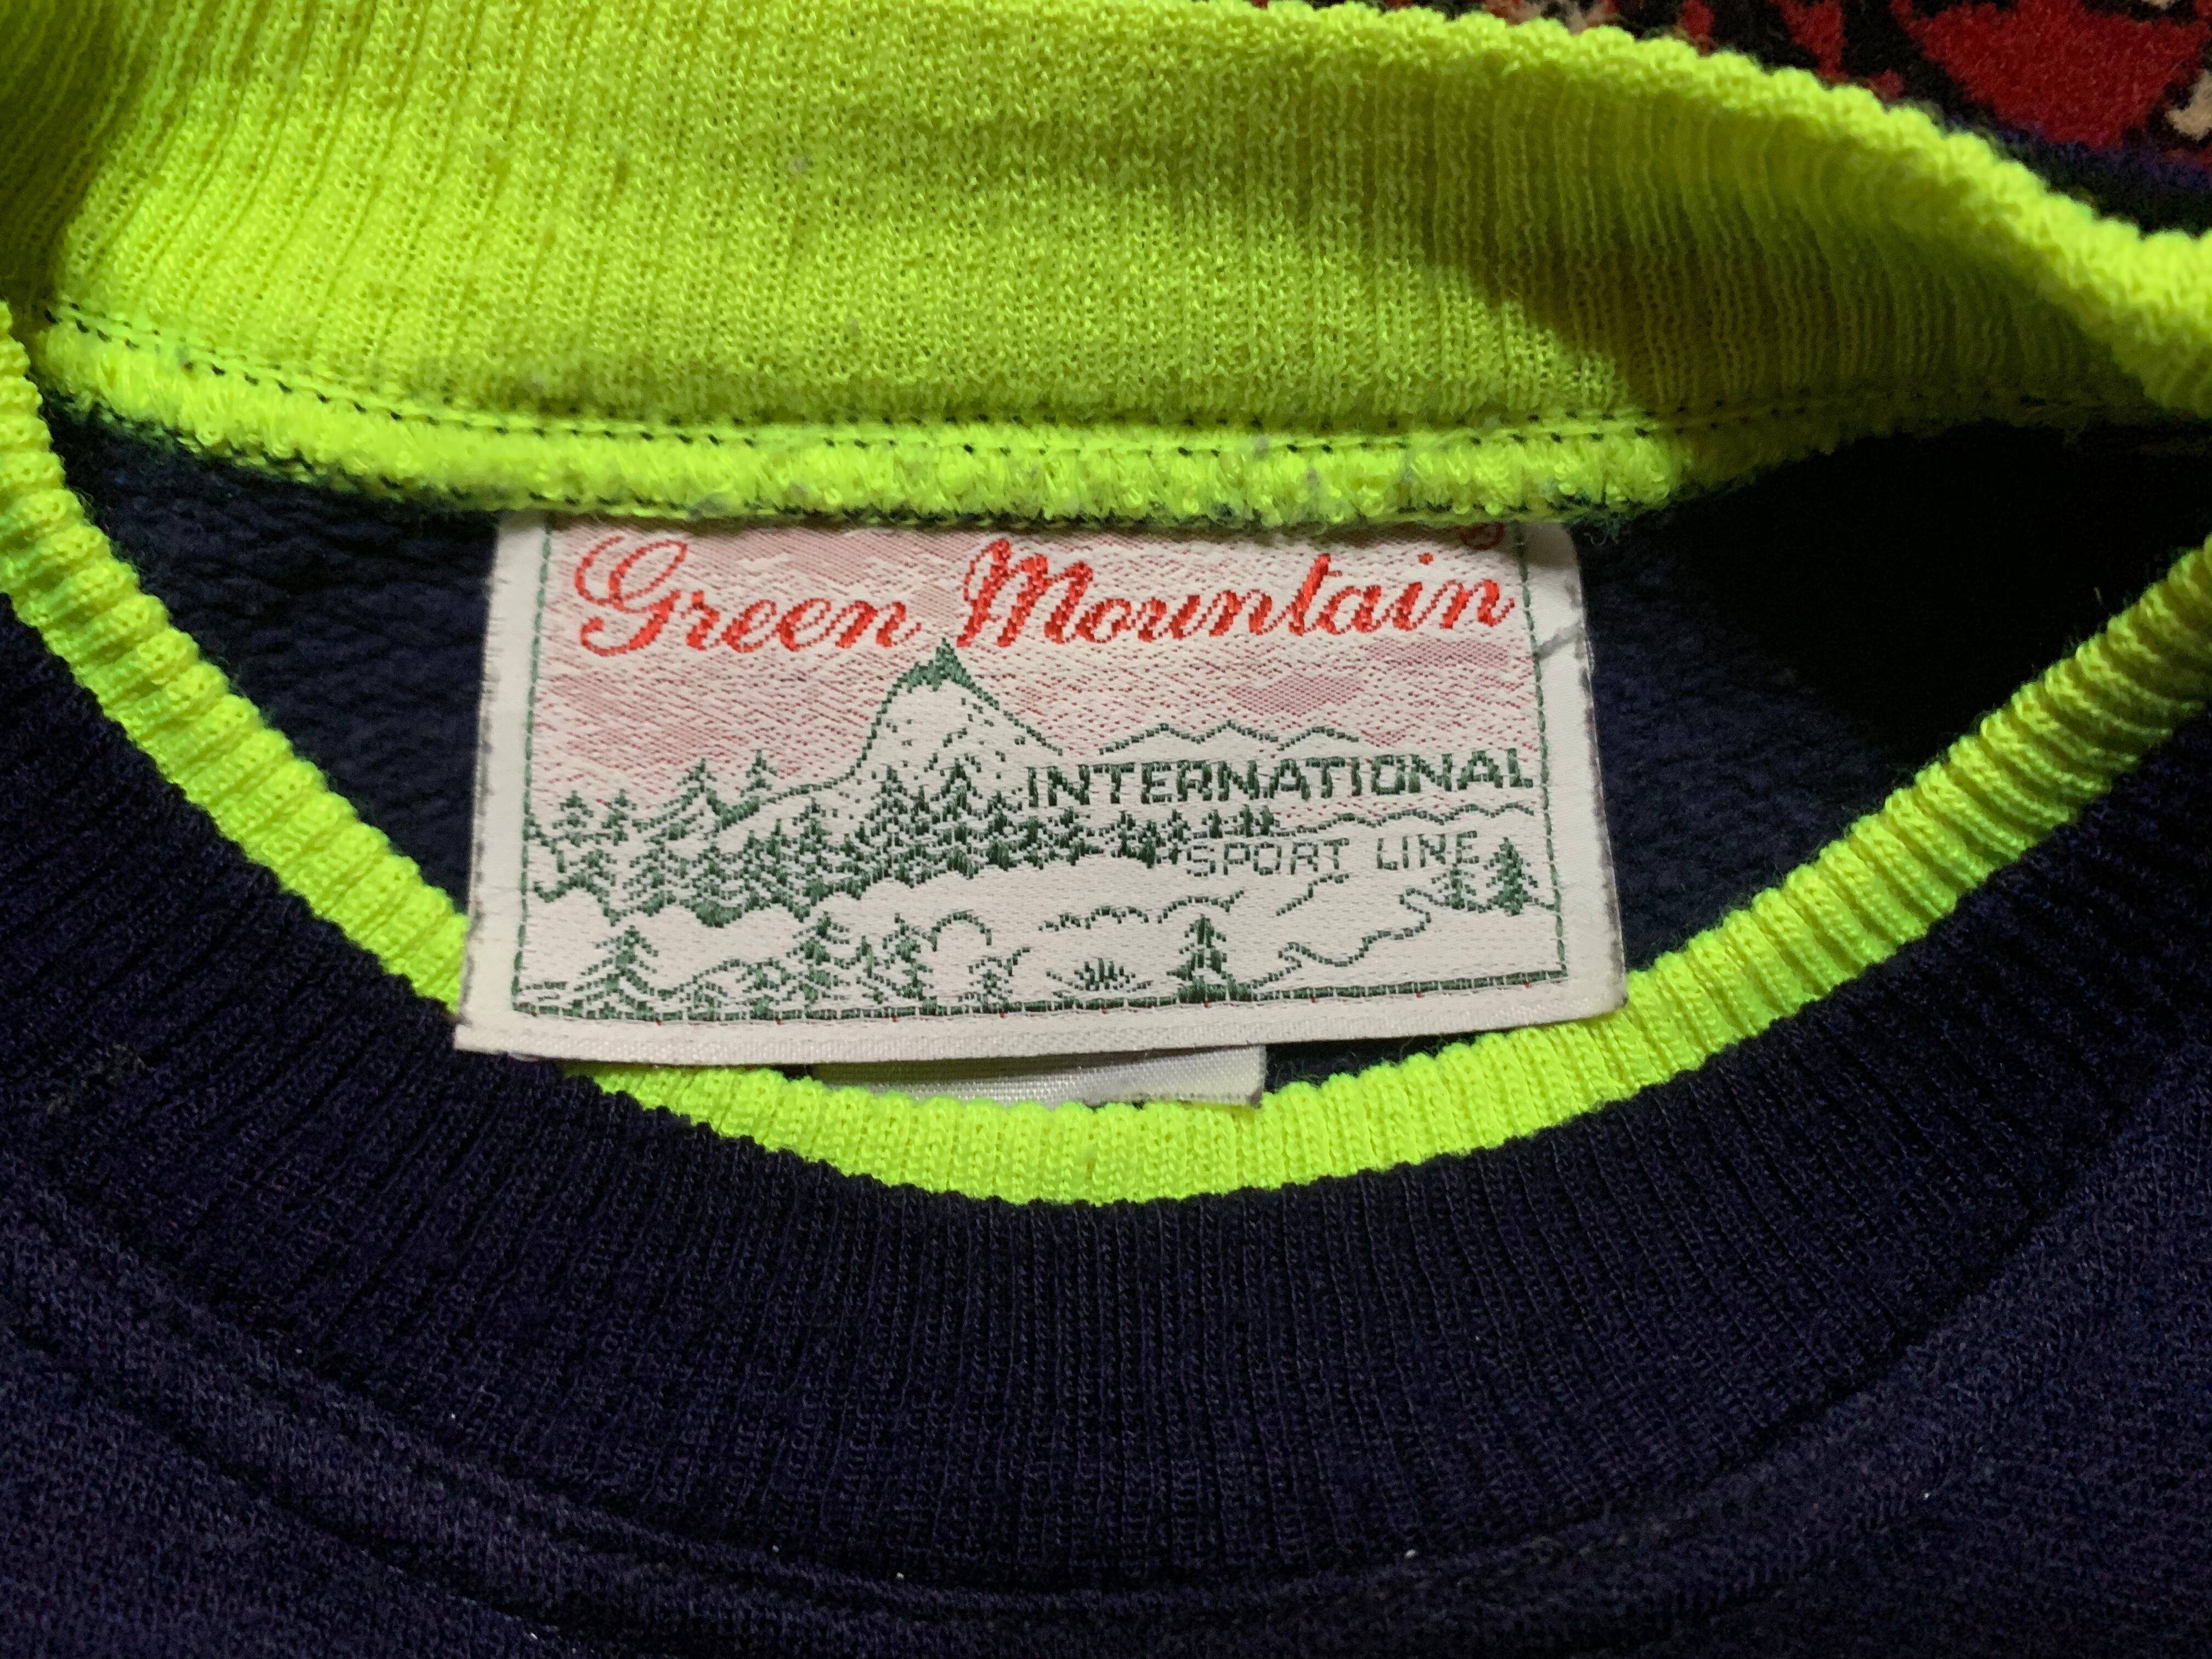 Green Mountain®
INTERNATIONAL
SPORT LINE